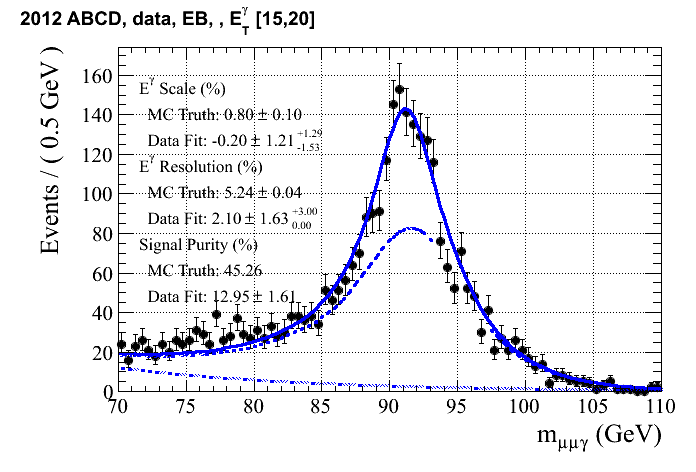 2012 ABCD, data, EB, , E_T^γ [15,20]
Events / ( 0.5 GeV )
160
140
120
100
80
60
40
20
0
E^γ Scale (%)
MC Truth: 0.80 ± 0.10
Data Fit: -0.20 ± 1.21 +1.29 -1.53
E^γ Resolution (%)
MC Truth: 5.24 ± 0.04
Data Fit: 2.10 ± 1.63 +3.00 0.00
Signal Purity (%)
MC Truth: 45.26
Data Fit: 12.95 ± 1.61
70 75 80 85 90 95 100 105 110
m_μμγ (GeV)